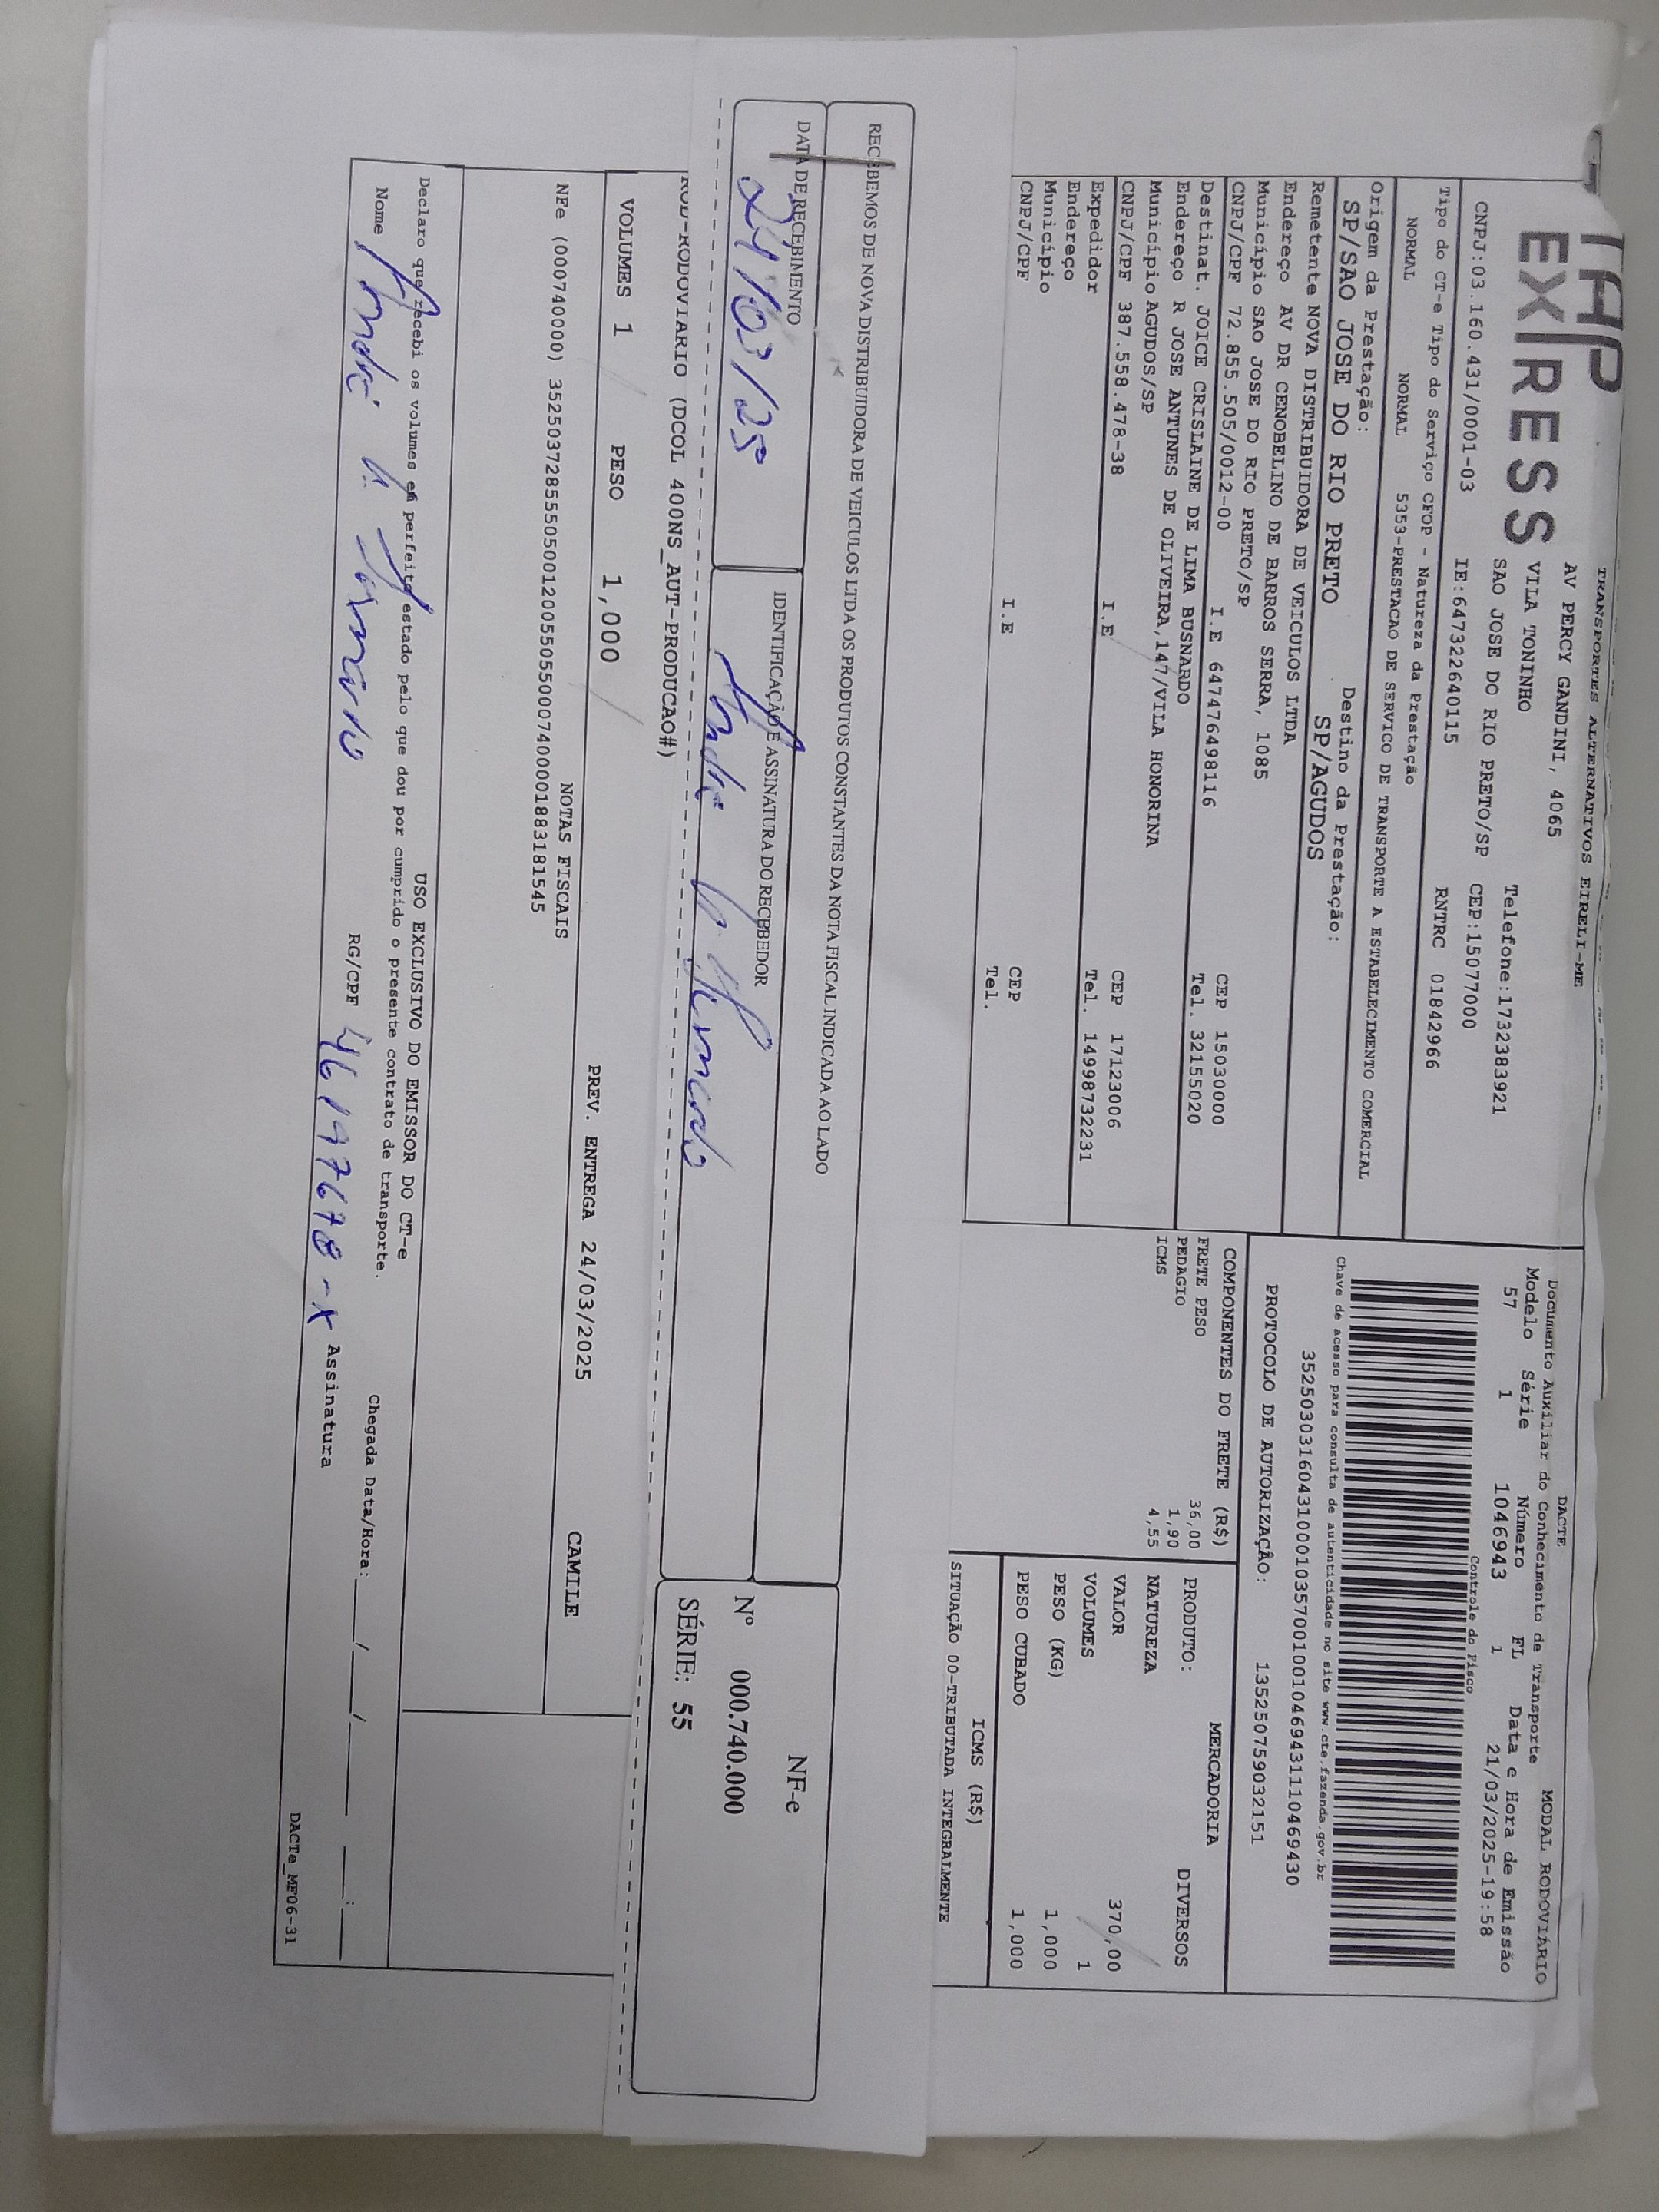 TRANSPORTES ALTERNATIVOS EIRELI-ME
TAP
EXPRESS
AV PERCY GANDINI, 4065
VILA TONINHO
SAO JOSE DO RIO PRETO/SP
Telefone:1732383921
CEP:15077000
CNPJ:03.160.431/0001-03
IE:647322640115
RNTRC 01842966
Tipo do CT-e Tipo do Serviço CFOP - Natureza da Prestação
NORMAL NORMAL 5353-PRESTACAO DE SERVICO DE TRANSPORTE A ESTABELECIMENTO COMERCIAL
Origem da Prestação: Destino da Prestação:
SP/SAO JOSE DO RIO PRETO SP/AGUDOS
Remetente NOVA DISTRIBUIDORA DE VEICULOS LTDA
Endereço AV DR CENOBELINO DE BARROS SERRA, 1085
Município SAO JOSE DO RIO PRETO/SP CEP 15030000
CNPJ/CPF 72.855.505/0012-00 I.E 647476498116 Tel. 32155020
Destinat. JOICE CRISLAINE DE LIMA BUSNARDO
Endereço R JOSE ANTUNES DE OLIVEIRA,147/VILA HONORINA
Município AGUDOS/SP CEP 17123006
CNPJ/CPF 387.558.478-38 I.E Tel. 14998732231
Expedidor
Endereço
Município CEP
CNPJ/CPF I.E Tel.
DACTE
Documento Auxiliar do Conhecimento de Transporte
MODAL RODOVIÁRIO
Modelo Série Número FL Data e Hora de Emissão
57 1 1046943 1 21/03/2025-19:58
Controle do Fisco
Chave de acesso para consulta de autenticidade no site www.cte.fazenda.gov.br
35250303160431000103570010010469431110469430
PROTOCOLO DE AUTORIZAÇÃO: 135250759032151
COMPONENTES DO FRETE (R$)
FRETE PESO 36,00
PEDAGIO 1,90
ICMS 4,55
MERCADORIA
PRODUTO: DIVERSOS
NATUREZA
VALOR 370,00
VOLUMES 1
PESO (KG) 1,000
PESO CUBADO 1,000
ICMS (R$)
SITUAÇÃO 00-TRIBUTADA INTEGRALMENTE
RECEBEMOS DE NOVA DISTRIBUIDORA DE VEICULOS LTDA OS PRODUTOS CONSTANTES DA NOTA FISCAL INDICADA AO LADO
DATA DE RECEBIMENTO
24/03/25
IDENTIFICAÇÃO E ASSINATURA DO RECEBEDOR
NF-e
Nº 000.740.000
SÉRIE: 55
ROD-RODOVIARIO (DCOL 400NS_AUT-PRODUCAO#)
VOLUMES 1 PESO 1,000 PREV. ENTREGA 24/03/2025 CAMILE
NOTAS FISCAIS
NFe (000740000) 35250372855505001200550550007400001883181545
USO EXCLUSIVO DO EMISSOR DO CT-e
Declaro que recebi os volumes em perfeito estado pelo que dou por cumprido o presente contrato de transporte.
Chegada Data/Hora:___/___/_____ ___:___
Nome RG/CPF 46197678-X Assinatura
DACTe_MF06-31